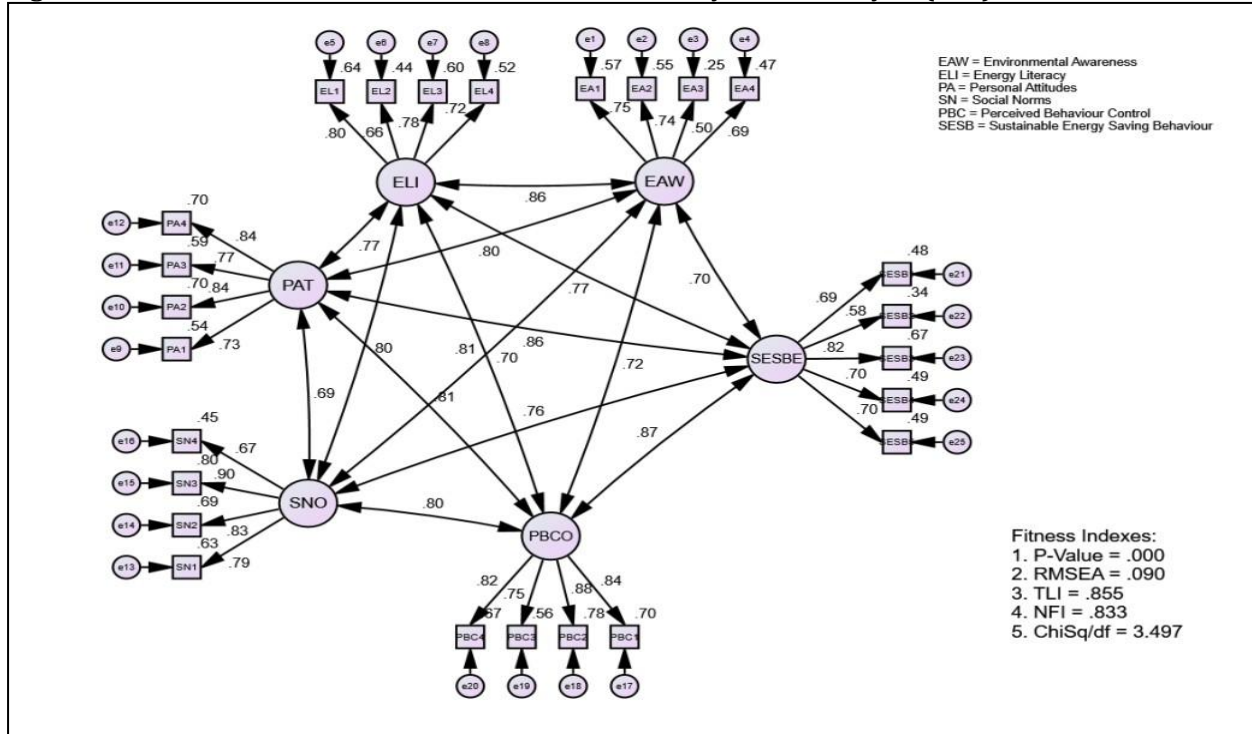 e5 e6 e7 e8
.64 .44 .60 .52
EL1 EL2 EL3 EL4
.80 .66 .78 .72
ELI
e1 e2 e3 e4
.57 .55 .25 .47
EA1 EA2 EA3 EA4
.75 .74 .50 .69
EAW
EAW = Environmental Awareness
ELI = Energy Literacy
PA = Personal Attitudes
SN = Social Norms
PBC = Perceived Behaviour Control
SESB = Sustainable Energy Saving Behaviour
.86
.70
e12 PA4 .84
.59
e11 PA3 .77
.70
e10 PA2 .84
.54
e9 PA1 .73
PAT
.77
.80
.77
.70
.48
.69 SESB e21
.34
.58 SESB e22
.67
.82 SESB e23
.49
.70 SESB e24
.49
.70 SESB e25
SESBE
.80
.81
.70
.86
.72
.69
.81
.76
.87
.45
e16 SN4 .67
.80
e15 SN3 .90
.69
e14 SN2 .83
.63
e13 SN1 .79
SNO
.80
PBCO
.82 .75 .88 .84
.67 .56 .78 .70
PBC4 PBC3 PBC2 PBC1
e20 e19 e18 e17
Fitness Indexes:
1. P-Value = .000
2. RMSEA = .090
3. TLI = .855
4. NFI = .833
5. ChiSq/df = 3.497